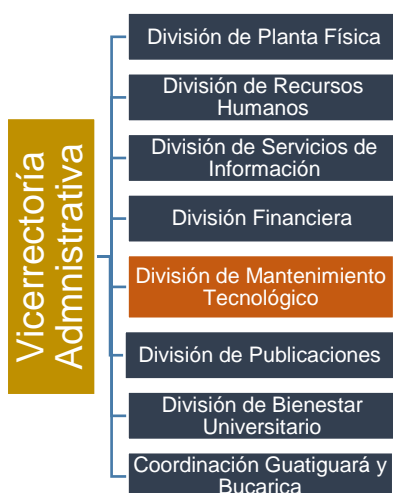 Vicerrectoría
Admnistrativa
División de Planta Física
División de Recursos
Humanos
División de Servicios de
Información
División Financiera
División de Mantenimiento
Tecnológico
División de Publicaciones
División de Bienestar
Universitario
Coordinación Guatiguará y
Bucarica